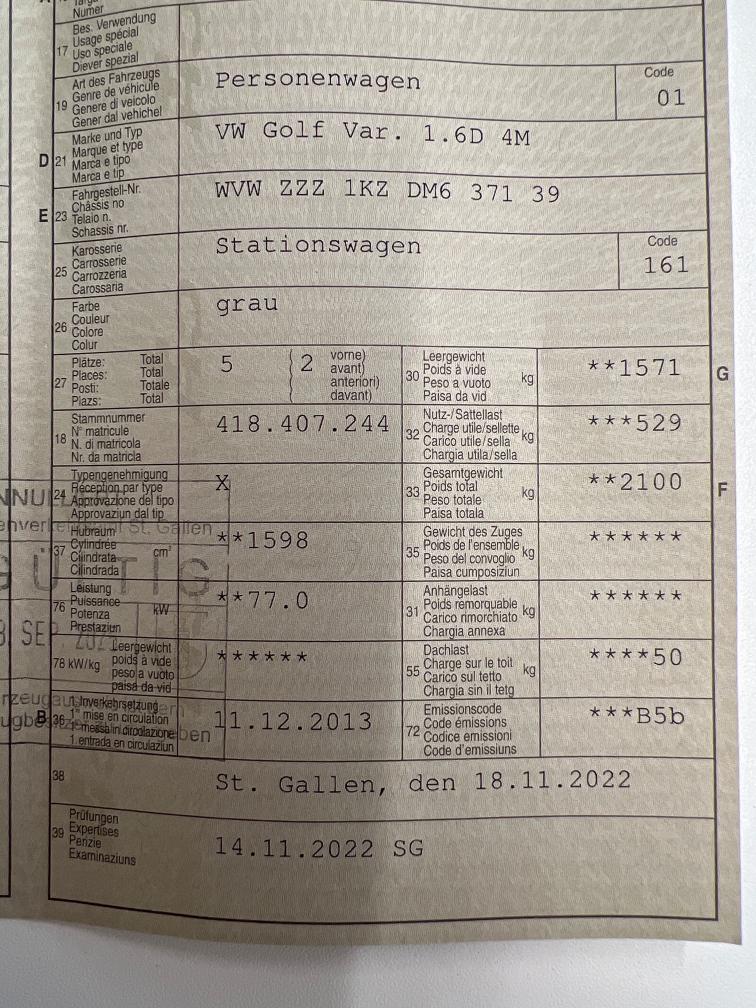 Numer
17 Bes. Verwendung
Usage spécial
Uso speciale
Diever spezial
19 Art des Fahrzeugs
Genre de véhicule
Genere di veicolo
Gener dal vehichel
Personenwagen
Code
01
D 21 Marke und Typ
Marque et type
Marca e tipo
Marca e tip
VW Golf Var. 1.6D 4M
E 23 Fahrgestell-Nr.
Châssis no
Telaio n.
Schassis nr.
WVW ZZZ 1KZ DM6 371 39
25 Karosserie
Carrosserie
Carrozzeria
Carossaria
Stationswagen
Code
161
26 Farbe
Couleur
Colore
Colur
grau
27 Plätze: Total
Places: Total
Posti: Totale
Plazs: Total
5 ( 2 vorne)
avant)
anteriori)
davant)
30 Leergewicht
Poids à vide
Peso a vuoto
Paisa da vid
kg
**1571
G
18 Stammnummer
N° matricule
N. di matricola
Nr. da matricla
418.407.244
32 Nutz-/Sattellast
Charge utile/sellette
Carico utile/sella
Chargia utila/sella
kg
***529
24 Typengenehmigung
Réception par type
Approvazione del tipo
Approvaziun dal tip
X
33 Gesamtgewicht
Poids total
Peso totale
Paisa totala
kg
**2100
F
37 Hubraum
Cylindrée
Cilindrata
Cilindrada
cm³
**1598
35 Gewicht des Zuges
Poids de l'ensemble
Peso del convoglio
Paisa cumposiziun
kg
******
76 Leistung
Puissance
Potenza
Prestaziun
kW
**77.0
31 Anhängelast
Poids remorquable
Carico rimorchiato
Chargia annexa
kg
******
78 kW/kg Leergewicht
poids à vide
peso a vuoto
paisa da vid
******
55 Dachlast
Charge sur le toit
Carico sul tetto
Chargia sin il tetg
kg
****50
B 36 1. Inverkehrsetzung
1re mise en circulation
1a messa in circolazione
1. entrada en circulaziun
11.12.2013
72 Emissionscode
Code émissions
Codice emissioni
Code d'emissiuns
***B5b
38
St. Gallen, den 18.11.2022
39 Prüfungen
Expertises
Perizie
Examinaziuns
14.11.2022 SG
St. Gallen
SEP